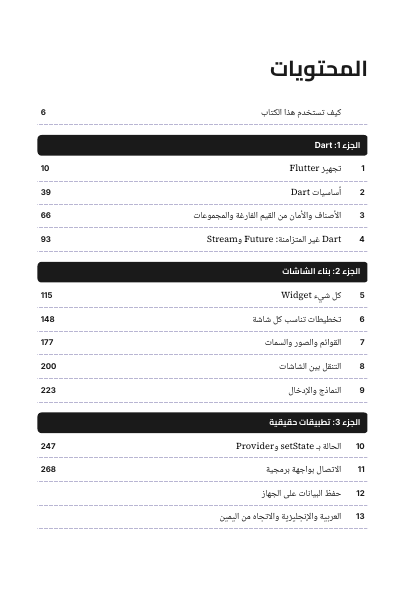 المحتويات
كيف تستخدم هذا الكتاب 6
الجزء 1: Dart
1 تجهيز Flutter 10
2 أساسيات Dart 39
3 الأصناف والأمان من القيم الفارغة والمجموعات 66
4 Dart غير المتزامنة: Future وStream 93
الجزء 2: بناء الشاشات
5 كل شيء Widget 115
6 تخطيطات تناسب كل شاشة 148
7 القوائم والصور والسمات 177
8 التنقل بين الشاشات 200
9 النماذج والإدخال 223
الجزء 3: تطبيقات حقيقية
10 الحالة بـ setState وProvider 247
11 الاتصال بواجهة برمجية 268
12 حفظ البيانات على الجهاز
13 العربية والإنجليزية والاتجاه من اليمين